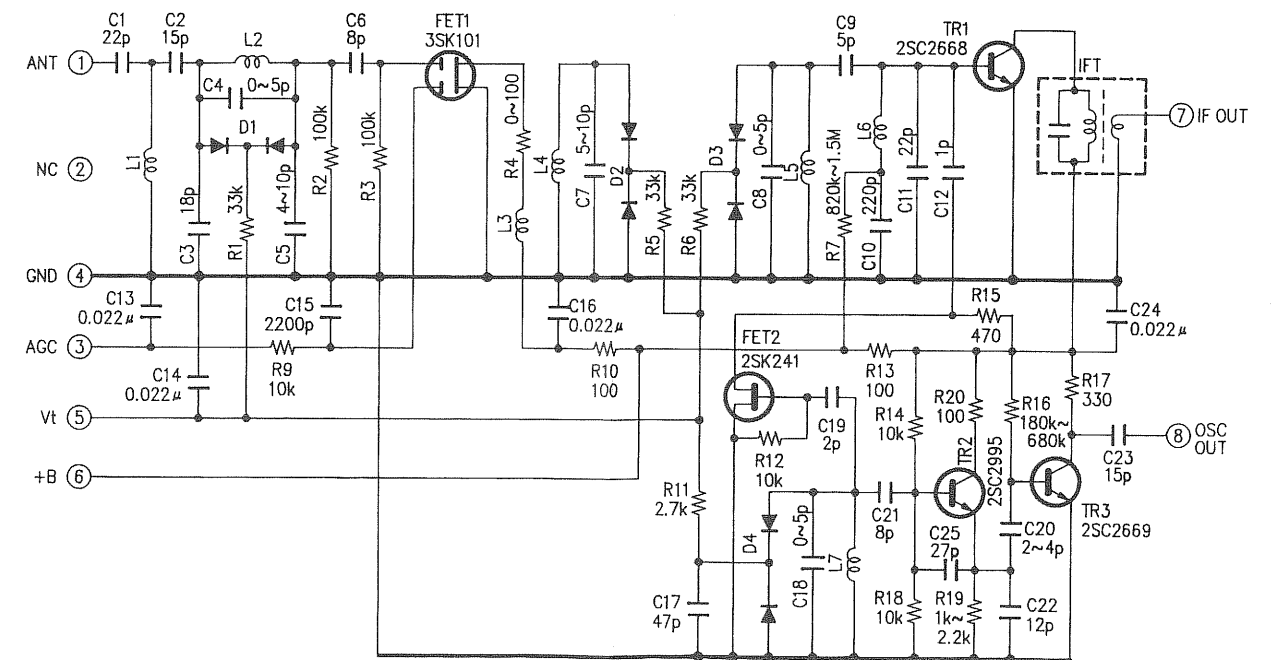 C1
22p
C2
15p
L2
C6
8p
FET1
3SK101
C9
5p
TR1
2SC2668
IFT
ANT 1
C4
0~5p
D1
0~100
R4
L4
5~10p
C7
D2
D3
0~5p
C8
L5
L6
22p
C11
1p
C12
7 IF OUT
NC 2
L1
18p
C3
33k
R1
4~10p
C5
100k
R2
100k
R3
L3
33k
R5
33k
R6
820k~1.5M
R7
220p
C10
GND 4
C13
0.022μ
C15
2200p
C16
0.022μ
R15
470
C24
0.022μ
AGC 3
R9
10k
R10
100
FET2
2SK241
R13
100
C14
0.022μ
R14
10k
R20
100
R16
180k~
680k
R17
330
Vt 5
C19
2p
R12
10k
TR2
2SC2995
8 OSC
OUT
C23
15p
+B 6
R11
2.7k
D4
0~5p
C18
L7
C21
8p
C25
27p
C20
2~4p
TR3
2SC2669
C17
47p
R18
10k
R19
1k~
2.2k
C22
12p